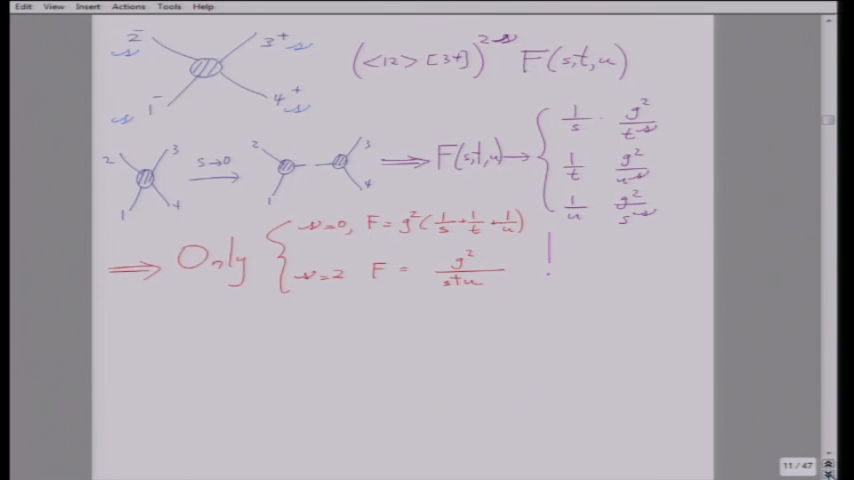 Edit View Insert Actions Tools Help
2⁻ 3⁺ s
s
(<12> [34])^{2s} F(s,t,u)
s 1⁻ 4⁺ s
2 3 s→0 2 3
1 4 1 4
⟹ F(s,t,u) → { 1/s · g²/t^s
1/t g²/u^s
1/u g²/s^s
⟹ Only { s=0, F = g²(1/s + 1/t + 1/u)
s=2 F = g²/stu !
11 / 47